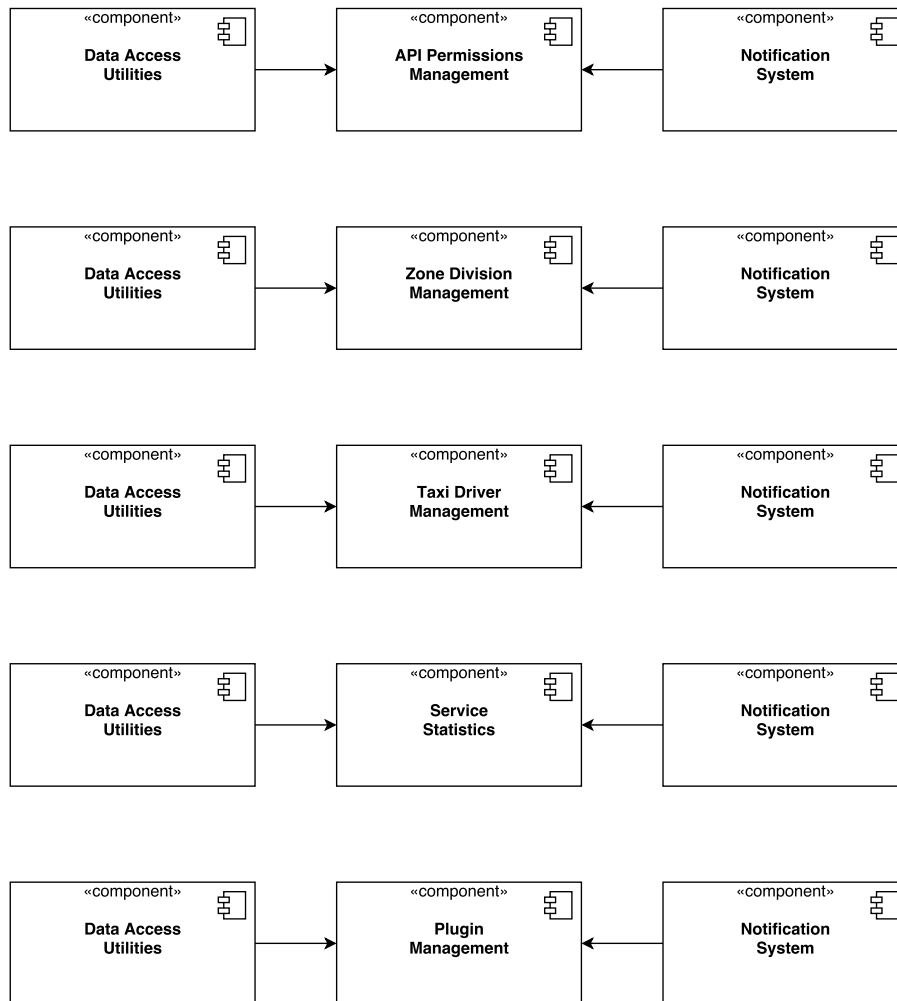 «component»
Data Access
Utilities
«component»
API Permissions
Management
«component»
Notification
System
«component»
Data Access
Utilities
«component»
Zone Division
Management
«component»
Notification
System
«component»
Data Access
Utilities
«component»
Taxi Driver
Management
«component»
Notification
System
«component»
Data Access
Utilities
«component»
Service
Statistics
«component»
Notification
System
«component»
Data Access
Utilities
«component»
Plugin
Management
«component»
Notification
System